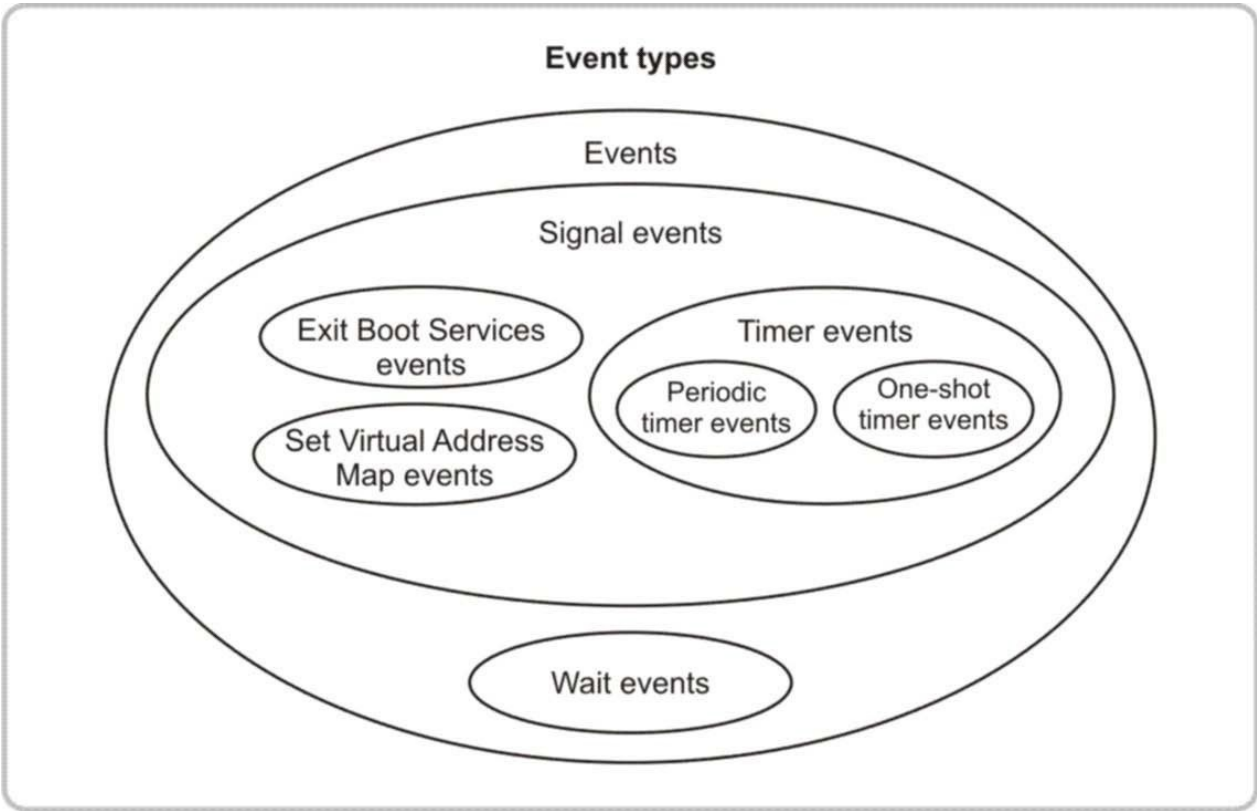 Event types
Events
Signal events
Exit Boot Services
events
Timer events
Periodic
timer events
One-shot
timer events
Set Virtual Address
Map events
Wait events